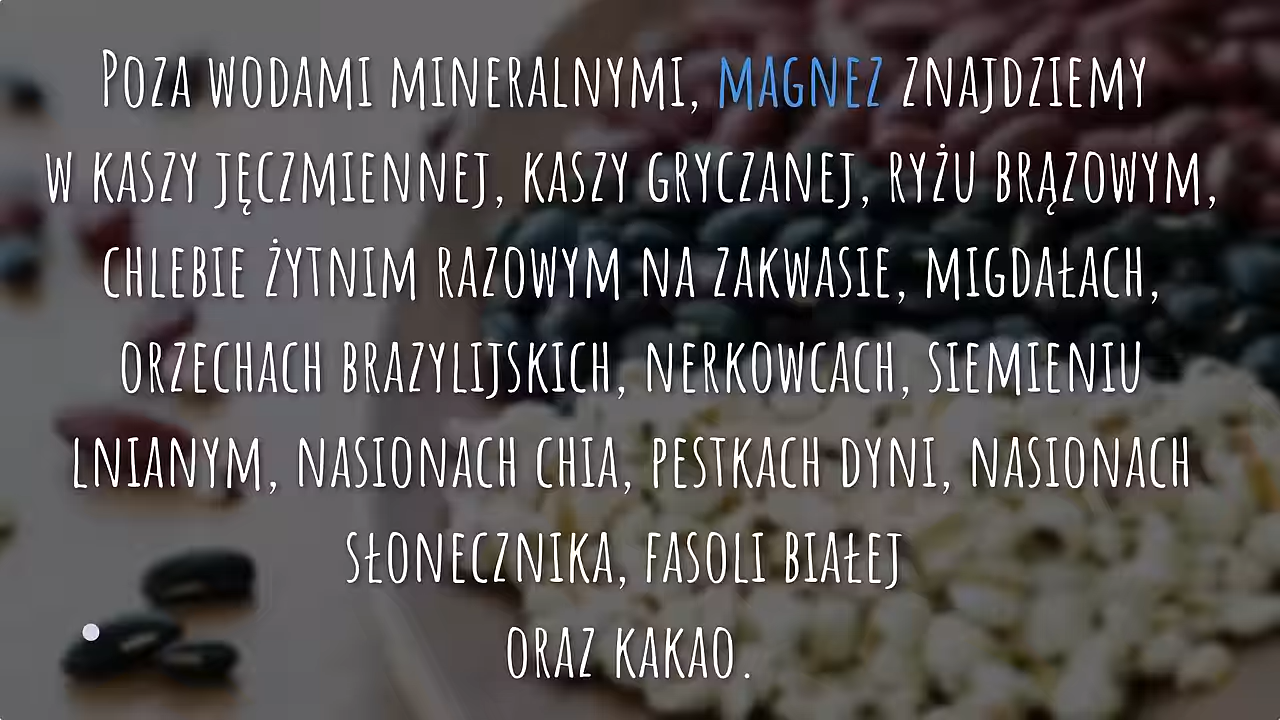 Poza wodami mineralnymi, magnez znajdziemy
w kaszy jęczmiennej, kaszy gryczanej, ryżu brązowym,
chlebie żytnim razowym na zakwasie, migdałach,
orzechach brazylijskich, nerkowcach, siemieniu
lnianym, nasionach chia, pestkach dyni, nasionach
słonecznika, fasoli białej
oraz kakao.